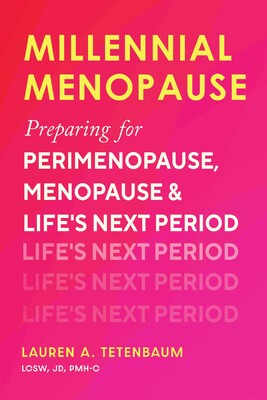 MILLENNIAL
MENOPAUSE
Preparing for
PERIMENOPAUSE,
MENOPAUSE &
LIFE'S NEXT PERIOD
LIFE'S NEXT PERIOD
LIFE'S NEXT PERIOD
LIFE'S NEXT PERIOD
LAUREN A. TETENBAUM
LCSW, JD, PMH-C